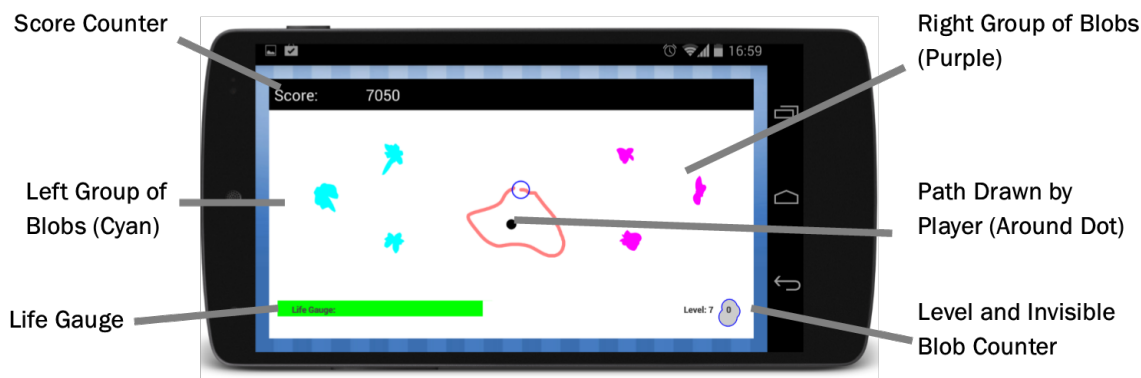 Score Counter
Right Group of Blobs
(Purple)
16:59
Score: 7050
Left Group of
Blobs (Cyan)
Path Drawn by
Player (Around Dot)
Life Gauge
Life Gauge:
Level: 7 0
Level and Invisible
Blob Counter